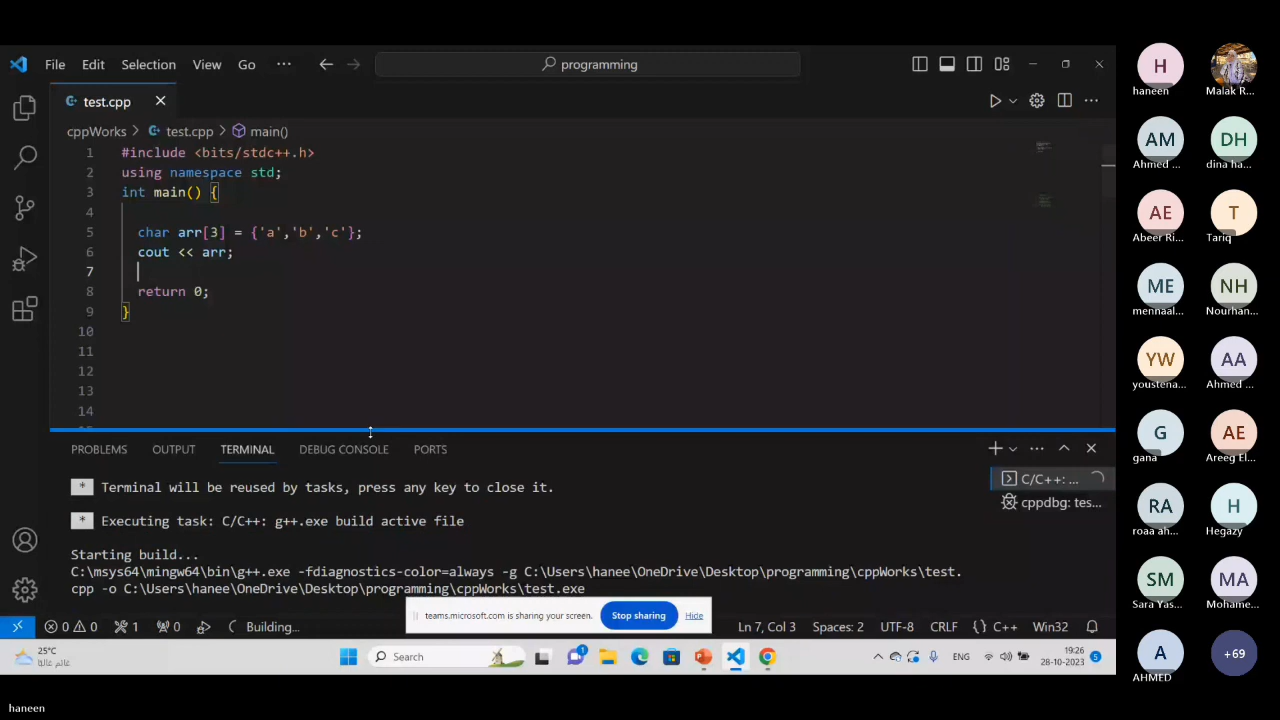 File Edit Selection View Go ··· programming
test.cpp
cppWorks > test.cpp > main()
1 #include <bits/stdc++.h>
2 using namespace std;
3 int main() {
4
5 char arr[3] = {'a','b','c'};
6 cout << arr;
7
8 return 0;
9 }
10
11
12
13
14
PROBLEMS OUTPUT TERMINAL DEBUG CONSOLE PORTS
* Terminal will be reused by tasks, press any key to close it.
* Executing task: C/C++: g++.exe build active file
Starting build...
C:\msys64\mingw64\bin\g++.exe -fdiagnostics-color=always -g C:\Users\hanee\OneDrive\Desktop\programming\cppWorks\test.
cpp -o C:\Users\hanee\OneDrive\Desktop\programming\cppWorks\test.exe
C/C++: ...
cppdbg: tes...
teams.microsoft.com is sharing your screen. Stop sharing Hide
0 0 1 0 Building... Ln 7, Col 3 Spaces: 2 UTF-8 CRLF {} C++ Win32
25°C
غائم غالبًا
Search
1
ENG
19:26
28-10-2023
5
H
haneen
Malak R...
AM
Ahmed ...
DH
dina ha...
AE
Abeer Ri...
T
Tariq
ME
mennaal...
NH
Nourhan...
YW
youstena...
AA
Ahmed ...
G
gana
AE
Areeg El...
RA
roaa ah...
H
Hegazy
SM
Sara Yas...
MA
Mohame...
A
AHMED
+69
haneen